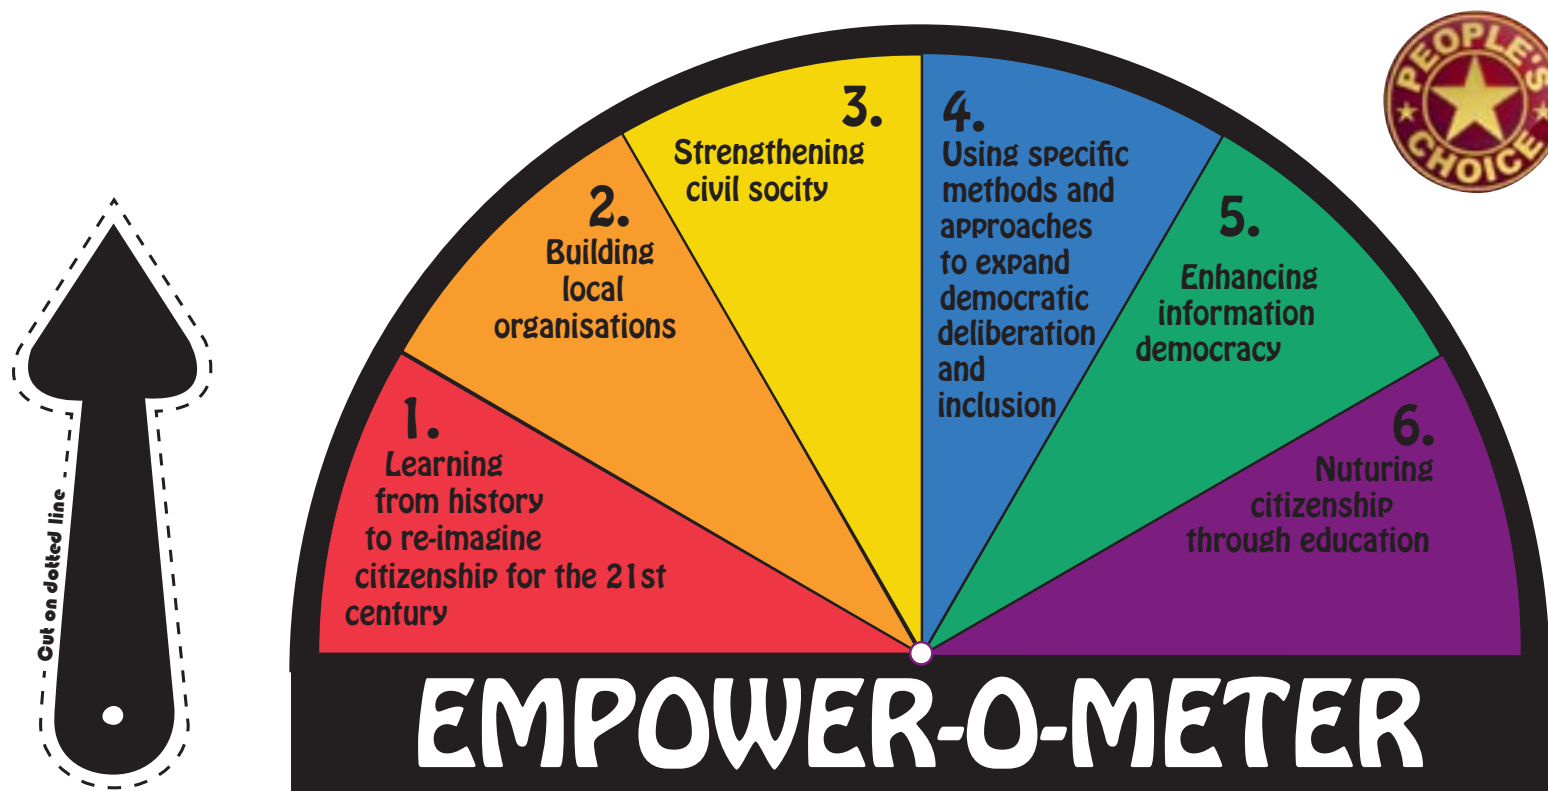 PEOPLE'S
CHOICE
Cut on dotted line
1.
Learning
from history
to re-imagine
citizenship for the 21st
century
2.
Building
local
organisations
3.
Strengthening
civil socity
4.
Using specific
methods and
approaches
to expand
democratic
deliberation
and
inclusion
5.
Enhancing
information
democracy
6.
Nuturing
citizenship
through education
EMPOWER-O-METER